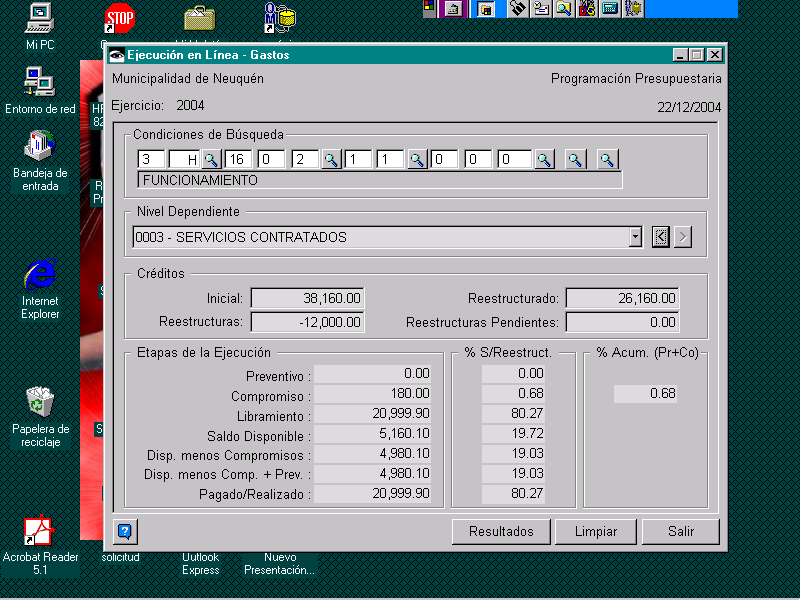 STOP
Mi PC
Ejecución en Línea - Gastos
Municipalidad de Neuquén
Programación Presupuestaria
Ejercicio: 2004
22/12/2004
Entorno de red
HP
82
Condiciones de Búsqueda
3 H 16 0 2 1 1 0 0 0
FUNCIONAMIENTO
Bandeja de
entrada
R
Pr
Nivel Dependiente
0003 - SERVICIOS CONTRATADOS
Créditos
Inicial: 38,160.00
Reestructurado: 26,160.00
Reestructuras: -12,000.00
Reestructuras Pendientes: 0.00
Internet
Explorer
S
Etapas de la Ejecución
% S/Reestruct.
% Acum. (Pr+Co)
Preventivo : 0.00 0.00
Compromiso : 180.00 0.68 0.68
Libramiento : 20,999.90 80.27
Saldo Disponible : 5,160.10 19.72
Disp. menos Compromisos : 4,980.10 19.03
Disp. menos Comp. + Prev. : 4,980.10 19.03
Pagado/Realizado : 20,999.90 80.27
Papelera de
reciclaje
S
Resultados
Limpiar
Salir
Acrobat Reader
5.1
solicitud
Outlook
Express
Nuevo
Presentación...